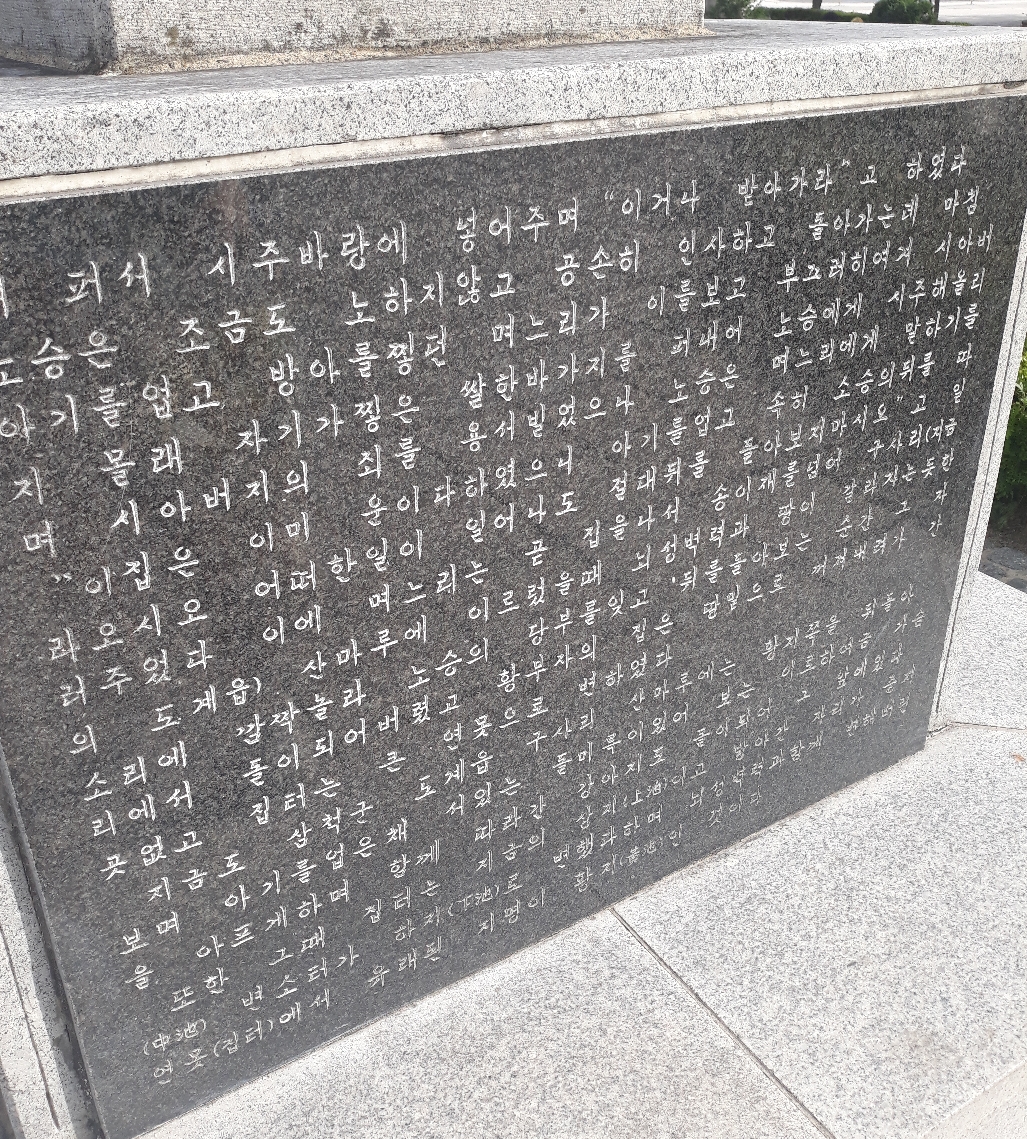 퍼서 시주바랑에 넣어주며 "이거나 받아가라"고 하였다
노승은 조금도 노하지않고 공손히 인사하고 돌아가는데 마침
아기를업고 방아를찧던 며느리가 이를보고 부끄러히여겨 시아버
지 몰래 자기가찧은 쌀한바가지를 퍼내어 노승에게 시주해올리
며 시아버지의 죄를 용서빌었으나 노승은 며느리에게 말하기를
"이집은 이미 운이다하였으니 아기를업고 속히 소승의뒤를 따
라오시오 어떠한일이 일어나도 절대뒤를 돌아보지마시오"고 일
러주었다 이에 며느리는 곧 집을나서 송이재를넘어 구사리(지금
의 도계읍) 산마루에 이르렀을때 뇌성벽력과 땅이 갈라지는듯한
소리에 깜짝놀라 노승의 당부를잊고 뒤를돌아보는 순간 그 자
리에서 돌이되어버렸고 황부자의 집은 땅밑으로 꺼져내려가 간
곳없고 집터는 큰 연못으로 변하였다
지금도 삼척군 도계읍 구사리 산마루에는 황지쪽을 뒤돌아
보며 아기를업은채 서있는 돌미륵이있어 보는 이로하여금 가슴
을 아프게하며 함께 따라간 강아지도 돌이되어 그 앞에있다
또한 그때 집터는 지금의 상지(上池)이고 방아간 자리가 중지
(中池) 변소터가 하지(下池)로 변했다하며 뇌성벽력과함께 변해버린
연못(집터)에서 유래된 지명이 황지(黃池)인 것이다